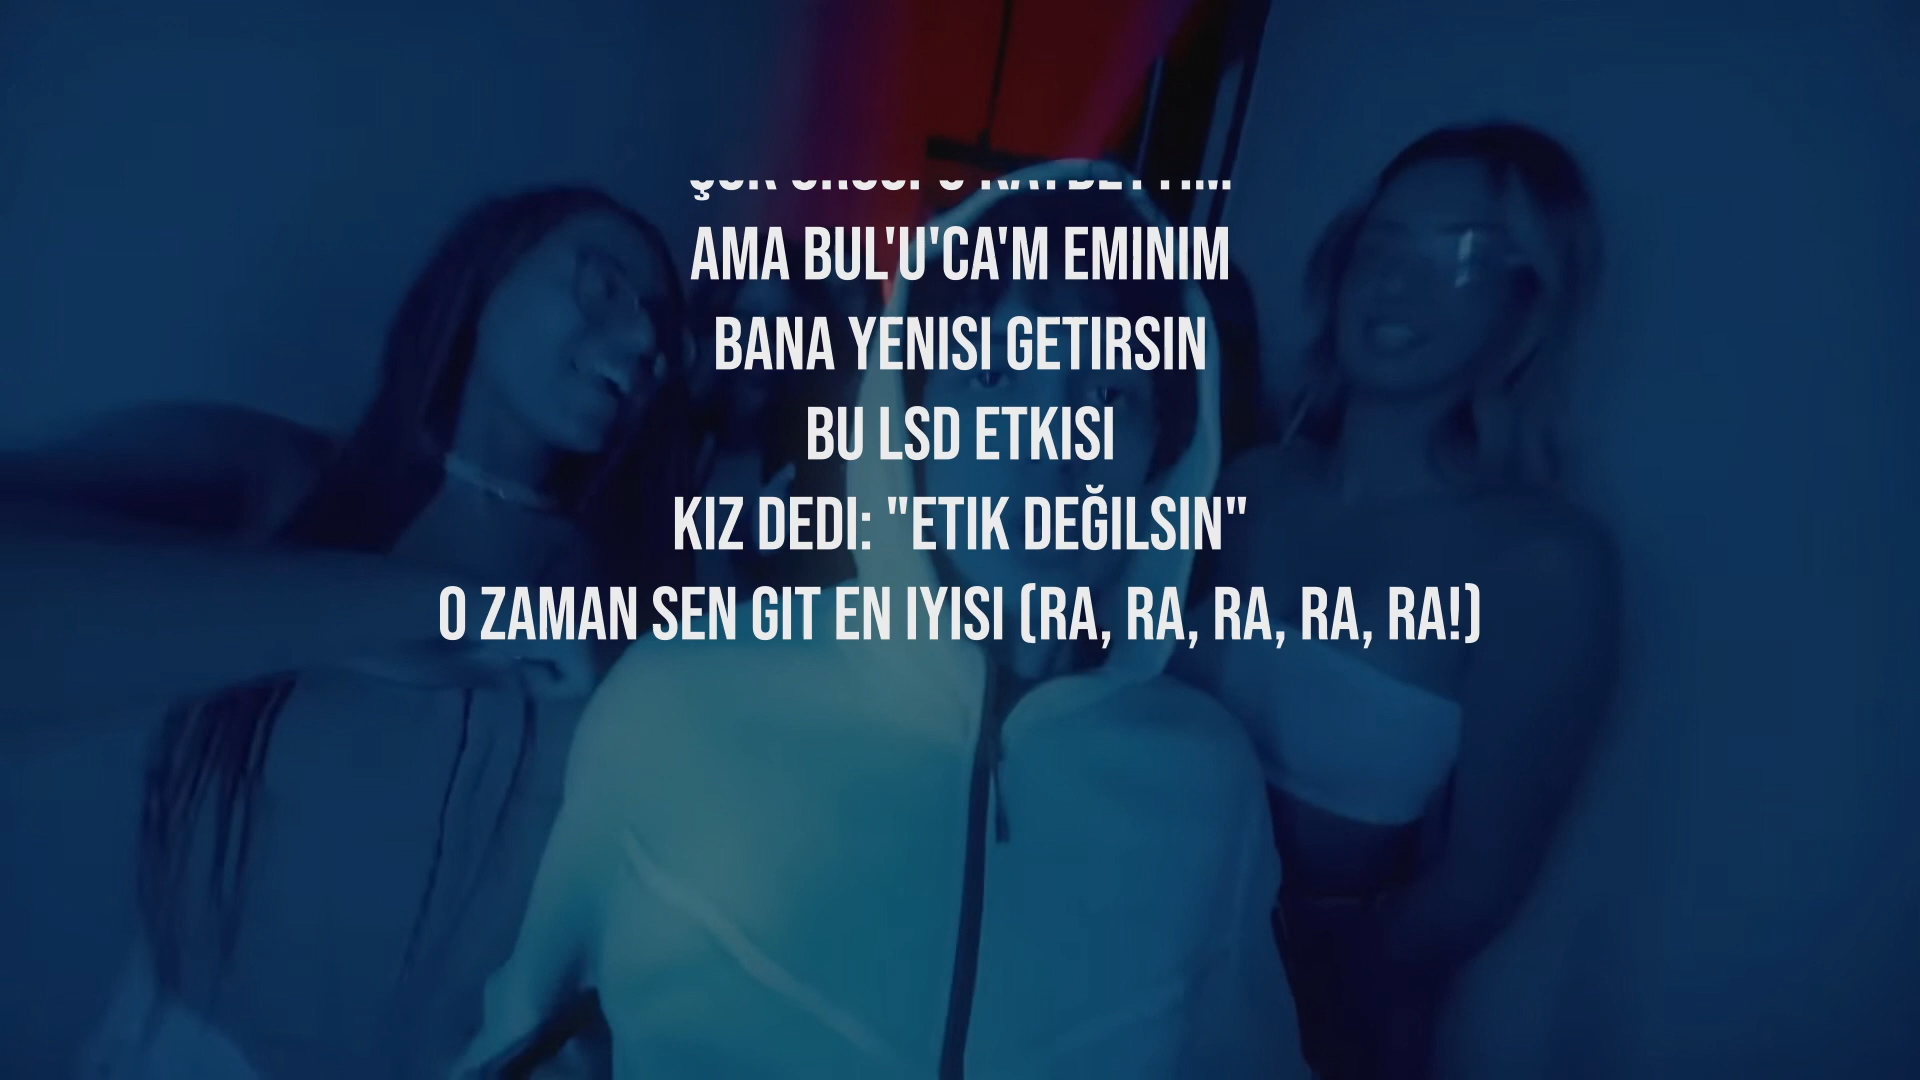 AMA BUL'U'CA'M EMINIM
BANA YENISI GETIRSIN
BU LSD ETKISI
KIZ DEDI: "ETIK DEĞILSIN"
O ZAMAN SEN GIT EN IYISI (RA, RA, RA, RA, RA!)